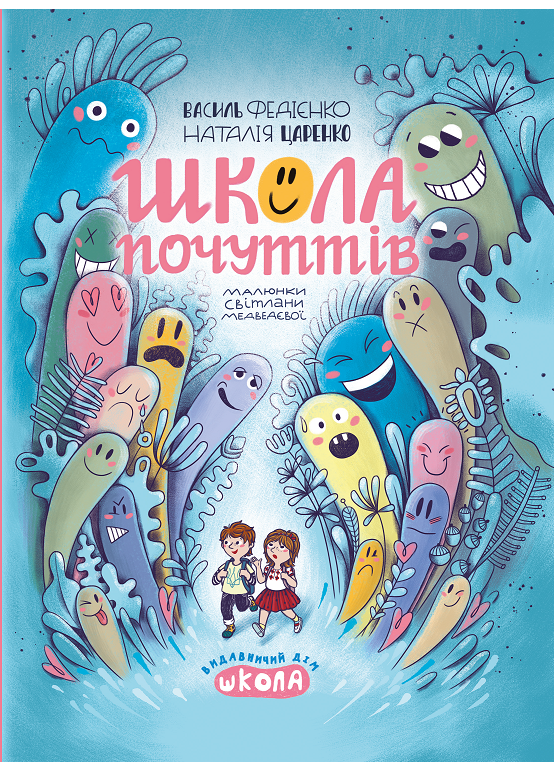 ВАСИЛЬ ФЕДІЄНКО
НАТАЛІЯ ЦАРЕНКО
ШКОЛА
ПОЧУТТІВ
МАЛЮНКИ
СВІТЛАНИ
МЕДВЕДЄВОЇ
ВИДАВНИЧИЙ ДІМ
ШКОЛА